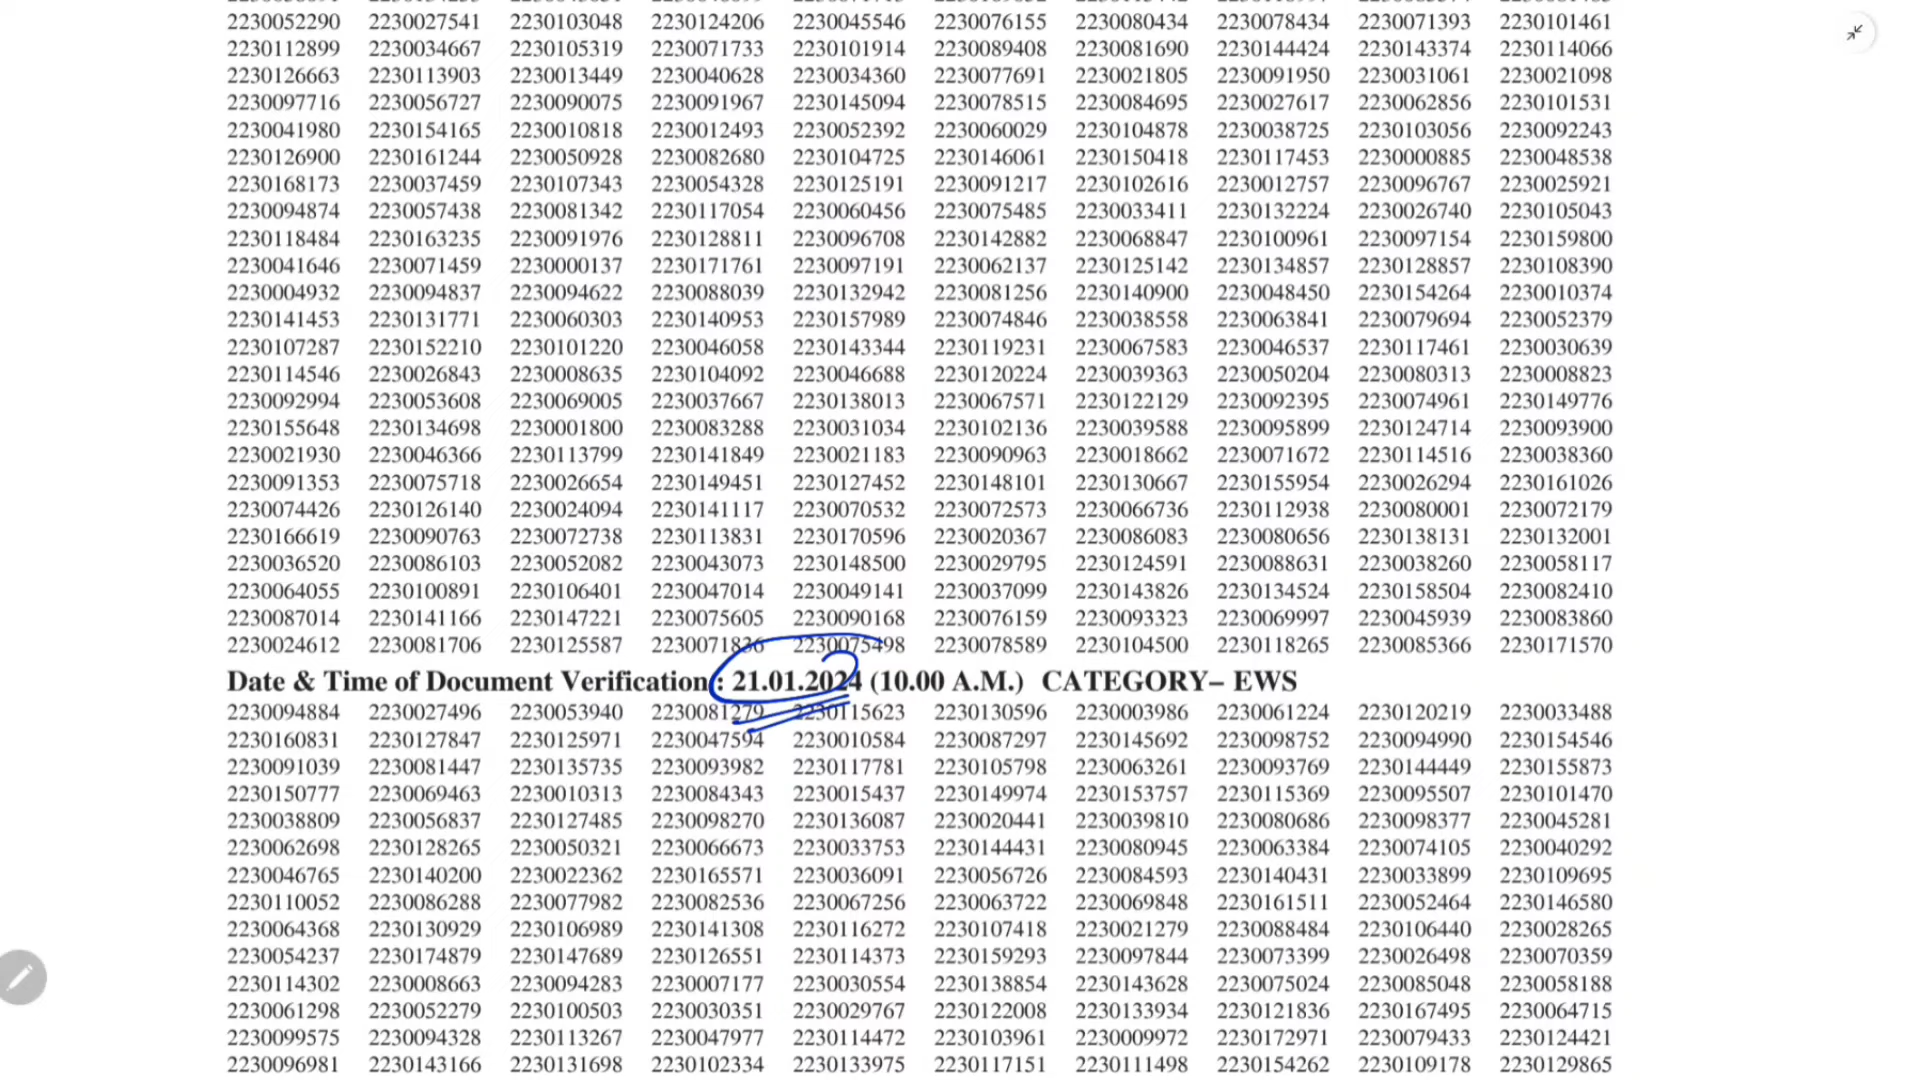 2230052290 2230027541 2230103048 2230124206 2230045546 2230076155 2230080434 2230078434 2230071393 2230101461
2230112899 2230034667 2230105319 2230071733 2230101914 2230089408 2230081690 2230144424 2230143374 2230114066
2230126663 2230113903 2230013449 2230040628 2230034360 2230077691 2230021805 2230091950 2230031061 2230021098
2230097716 2230056727 2230090075 2230091967 2230145094 2230078515 2230084695 2230027617 2230062856 2230101531
2230041980 2230154165 2230010818 2230012493 2230052392 2230060029 2230104878 2230038725 2230103056 2230092243
2230126900 2230161244 2230050928 2230082680 2230104725 2230146061 2230150418 2230117453 2230000885 2230048538
2230168173 2230037459 2230107343 2230054328 2230125191 2230091217 2230102616 2230012757 2230096767 2230025921
2230094874 2230057438 2230081342 2230117054 2230060456 2230075485 2230033411 2230132224 2230026740 2230105043
2230118484 2230163235 2230091976 2230128811 2230096708 2230142882 2230068847 2230100961 2230097154 2230159800
2230041646 2230071459 2230000137 2230171761 2230097191 2230062137 2230125142 2230134857 2230128857 2230108390
2230004932 2230094837 2230094622 2230088039 2230132942 2230081256 2230140900 2230048450 2230154264 2230010374
2230141453 2230131771 2230060303 2230140953 2230157989 2230074846 2230038558 2230063841 2230079694 2230052379
2230107287 2230152210 2230101220 2230046058 2230143344 2230119231 2230067583 2230046537 2230117461 2230030639
2230114546 2230026843 2230008635 2230104092 2230046688 2230120224 2230039363 2230050204 2230080313 2230008823
2230092994 2230053608 2230069005 2230037667 2230138013 2230067571 2230122129 2230092395 2230074961 2230149776
2230155648 2230134698 2230001800 2230083288 2230031034 2230102136 2230039588 2230095899 2230124714 2230093900
2230021930 2230046366 2230113799 2230141849 2230021183 2230090963 2230018662 2230071672 2230114516 2230038360
2230091353 2230075718 2230026654 2230149451 2230127452 2230148101 2230130667 2230155954 2230026294 2230161026
2230074426 2230126140 2230024094 2230141117 2230070532 2230072573 2230066736 2230112938 2230080001 2230072179
2230166619 2230090763 2230072738 2230113831 2230170596 2230020367 2230086083 2230080656 2230138131 2230132001
2230036520 2230086103 2230052082 2230043073 2230148500 2230029795 2230124591 2230088631 2230038260 2230058117
2230064055 2230100891 2230106401 2230047014 2230049141 2230037099 2230143826 2230134524 2230158504 2230082410
2230087014 2230141166 2230147221 2230075605 2230090168 2230076159 2230093323 2230069997 2230045939 2230083860
2230024612 2230081706 2230125587 2230071836 2230075498 2230078589 2230104500 2230118265 2230085366 2230171570
Date & Time of Document Verification : 21.01.2024 (10.00 A.M.) CATEGORY– EWS
2230094884 2230027496 2230053940 2230081279 2230115623 2230130596 2230003986 2230061224 2230120219 2230033488
2230160831 2230127847 2230125971 2230047594 2230010584 2230087297 2230145692 2230098752 2230094990 2230154546
2230091039 2230081447 2230135735 2230093982 2230117781 2230105798 2230063261 2230093769 2230144449 2230155873
2230150777 2230069463 2230010313 2230084343 2230015437 2230149974 2230153757 2230115369 2230095507 2230101470
2230038809 2230056837 2230127485 2230098270 2230136087 2230020441 2230039810 2230080686 2230098377 2230045281
2230062698 2230128265 2230050321 2230066673 2230033753 2230144431 2230080945 2230063384 2230074105 2230040292
2230046765 2230140200 2230022362 2230165571 2230036091 2230056726 2230084593 2230140431 2230033899 2230109695
2230110052 2230086288 2230077982 2230082536 2230067256 2230063722 2230069848 2230161511 2230052464 2230146580
2230064368 2230130929 2230106989 2230141308 2230116272 2230107418 2230021279 2230088484 2230106440 2230028265
2230054237 2230174879 2230147689 2230126551 2230114373 2230159293 2230097844 2230073399 2230026498 2230070359
2230114302 2230008663 2230094283 2230007177 2230030554 2230138854 2230143628 2230075024 2230085048 2230058188
2230061298 2230052279 2230100503 2230030351 2230029767 2230122008 2230133934 2230121836 2230167495 2230064715
2230099575 2230094328 2230113267 2230047977 2230114472 2230103961 2230009972 2230172971 2230079433 2230124421
2230096981 2230143166 2230131698 2230102334 2230133975 2230117151 2230111498 2230154262 2230109178 2230129865